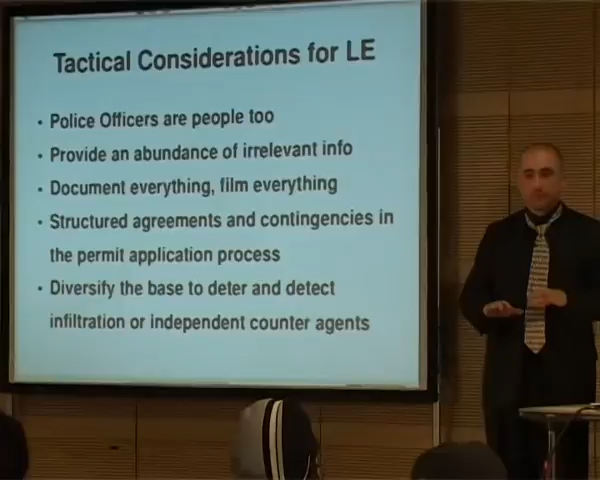 Tactical Considerations for LE
• Police Officers are people too
• Provide an abundance of irrelevant info
• Document everything, film everything
• Structured agreements and contingencies in
the permit application process
• Diversify the base to deter and detect
infiltration or independent counter agents